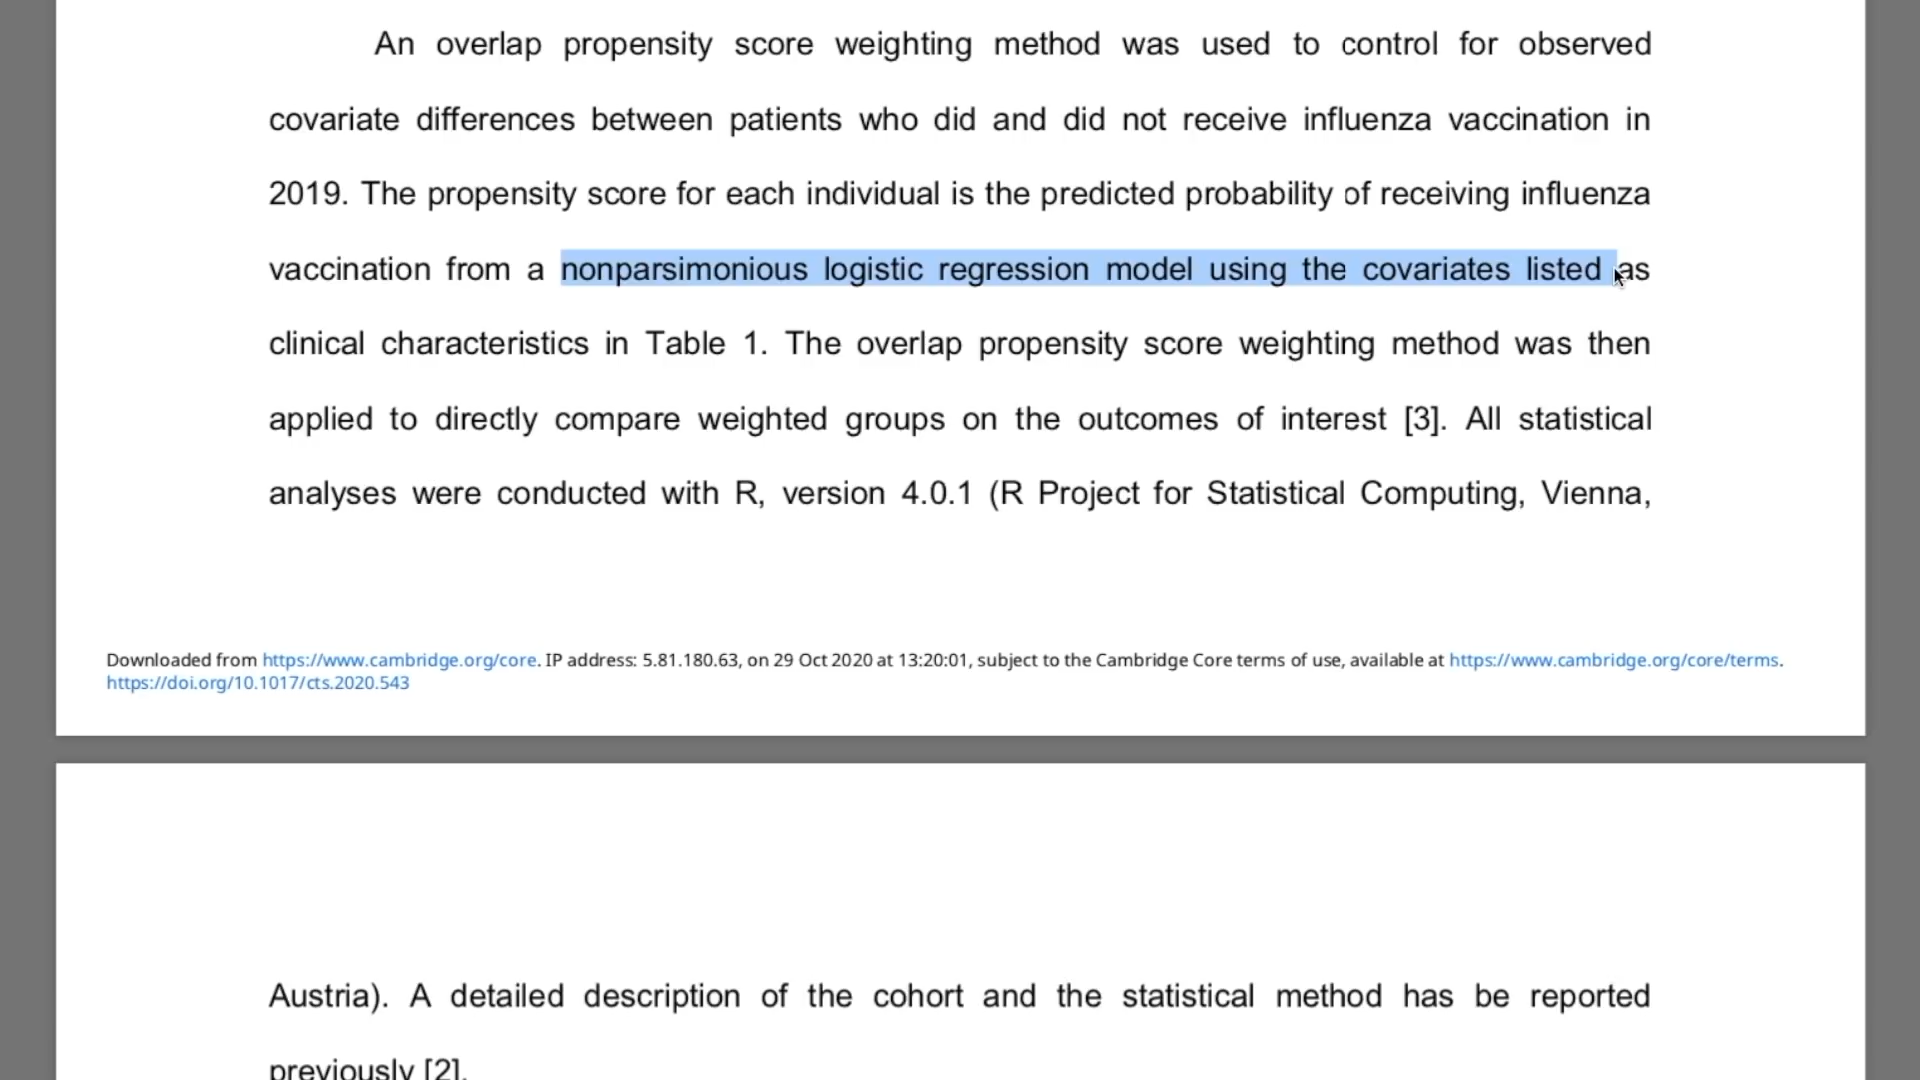 An overlap propensity score weighting method was used to control for observed
covariate differences between patients who did and did not receive influenza vaccination in
2019. The propensity score for each individual is the predicted probability of receiving influenza
vaccination from a nonparsimonious logistic regression model using the covariates listed as
clinical characteristics in Table 1. The overlap propensity score weighting method was then
applied to directly compare weighted groups on the outcomes of interest [3]. All statistical
analyses were conducted with R, version 4.0.1 (R Project for Statistical Computing, Vienna,
Downloaded from https://www.cambridge.org/core. IP address: 5.81.180.63, on 29 Oct 2020 at 13:20:01, subject to the Cambridge Core terms of use, available at https://www.cambridge.org/core/terms.
https://doi.org/10.1017/cts.2020.543
Austria). A detailed description of the cohort and the statistical method has be reported
previously [2].